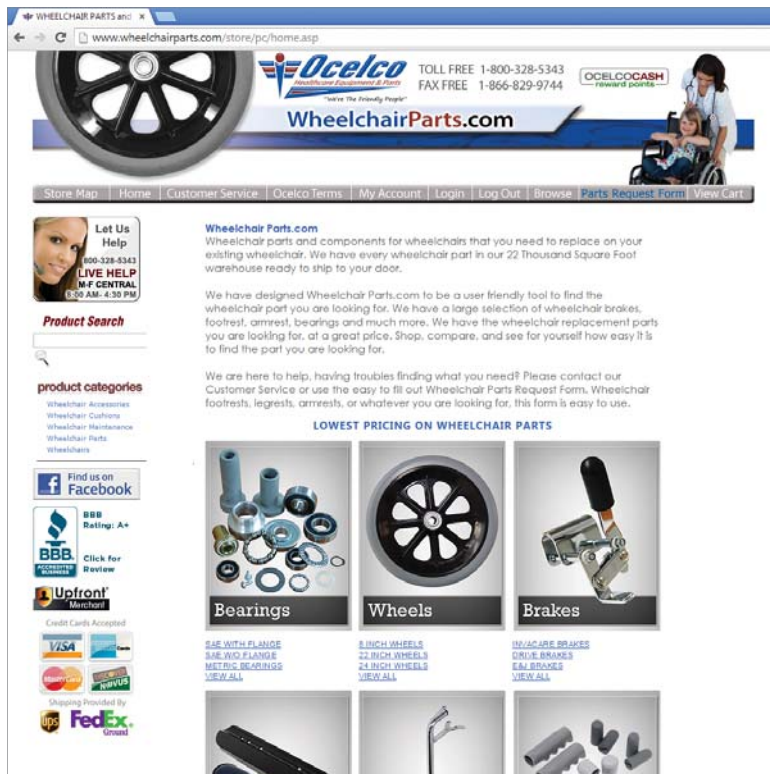 WHEELCHAIR PARTS and
www.wheelchairparts.com/store/pc/home.asp
Ocelco
Healthcare Equipment & Parts
"We're The Friendly People"
TOLL FREE 1-800-328-5343
FAX FREE 1-866-829-9744
OCELCOCASH
reward points
WheelchairParts.com
Store Map | Home | Customer Service | Ocelco Terms | My Account | Login | Log Out | Browse | Parts Request Form | View Cart
Let Us
Help
800-328-5343
LIVE HELP
M-F CENTRAL
8:00 AM- 4:30 PM
Product Search
product categories
Wheelchair Accessories
Wheelchair Cushions
Wheelchair Maintenance
Wheelchair Parts
Wheelchairs
Find us on
Facebook
BBB
Rating: A+
BBB.
ACCREDITED
BUSINESS
Click for
Review
Upfront
Merchant
Credit Cards Accepted
VISA
Cards
MasterCard
NOVUS
Shipping Provided By
ups FedEx
Ground
Wheelchair Parts.com
Wheelchair parts and components for wheelchairs that you need to replace on your
existing wheelchair. We have every wheelchair part in our 22 Thousand Square Foot
warehouse ready to ship to your door.
We have designed Wheelchair Parts.com to be a user friendly tool to find the
wheelchair part you are looking for. We have a large selection of wheelchair brakes,
footrest, armrest, bearings and much more. We have the wheelchair replacement parts
you are looking for, at a great price. Shop, compare, and see for yourself how easy it is
to find the part you are looking for.
We are here to help, having troubles finding what you need? Please contact our
Customer Service or use the easy to fill out Wheelchair Parts Request Form. Wheelchair
footrests, legrests, armrests, or whatever you are looking for, this form is easy to use.
LOWEST PRICING ON WHEELCHAIR PARTS
Bearings
Wheels
Brakes
SAE WITH FLANGE
SAE W/O FLANGE
METRIC BEARINGS
VIEW ALL
8 INCH WHEELS
22 INCH WHEELS
24 INCH WHEELS
VIEW ALL
INVACARE BRAKES
DRIVE BRAKES
E&J BRAKES
VIEW ALL